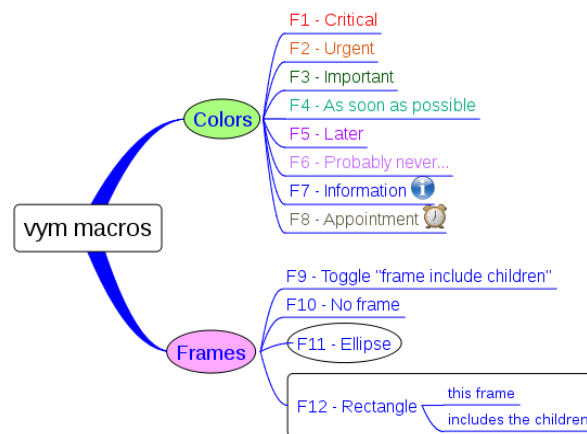 vym macros
Colors
F1 - Critical
F2 - Urgent
F3 - Important
F4 - As soon as possible
F5 - Later
F6 - Probably never...
F7 - Information
F8 - Appointment
Frames
F9 - Toggle "frame include children"
F10 - No frame
F11 - Ellipse
F12 - Rectangle
this frame
includes the children